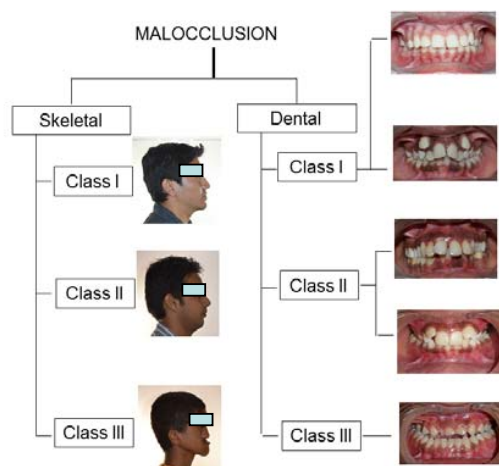 MALOCCLUSION
Skeletal
Dental
Class I
Class I
Class II
Class II
Class III
Class III